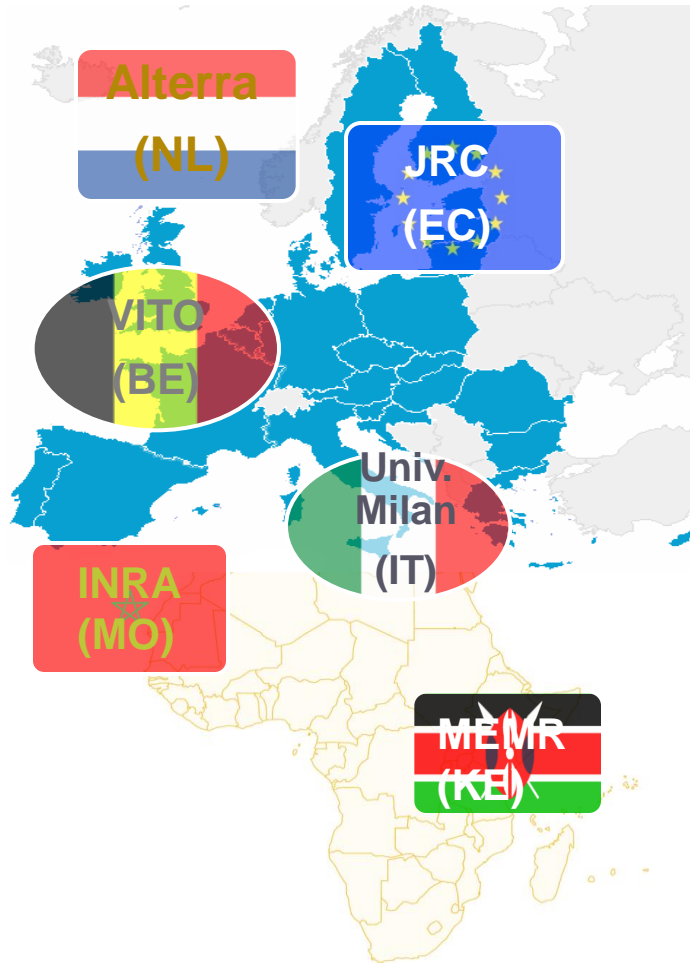 Alterra
(NL)
JRC
(EC)
VITO
(BE)
Univ.
Milan
(IT)
INRA
(MO)
MEMR
(KE)